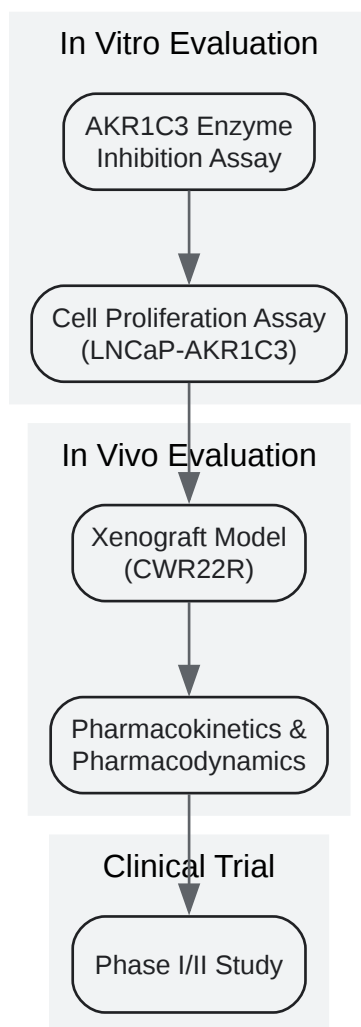 In Vitro Evaluation
AKR1C3 Enzyme
Inhibition Assay
Cell Proliferation Assay
(LNCaP-AKR1C3)
In Vivo Evaluation
Xenograft Model
(CWR22R)
Pharmacokinetics &
Pharmacodynamics
Clinical Trial
Phase I/II Study